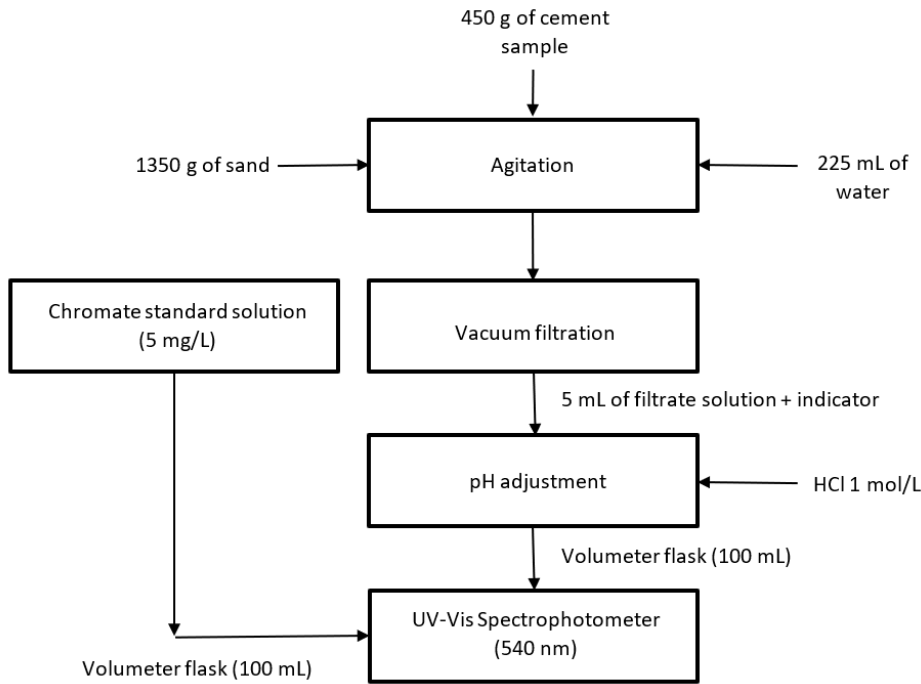 450 g of cement
sample
1350 g of sand
Agitation
225 mL of
water
Chromate standard solution
(5 mg/L)
Vacuum filtration
5 mL of filtrate solution + indicator
pH adjustment
HCl 1 mol/L
Volumeter flask (100 mL)
UV-Vis Spectrophotometer
(540 nm)
Volumeter flask (100 mL)